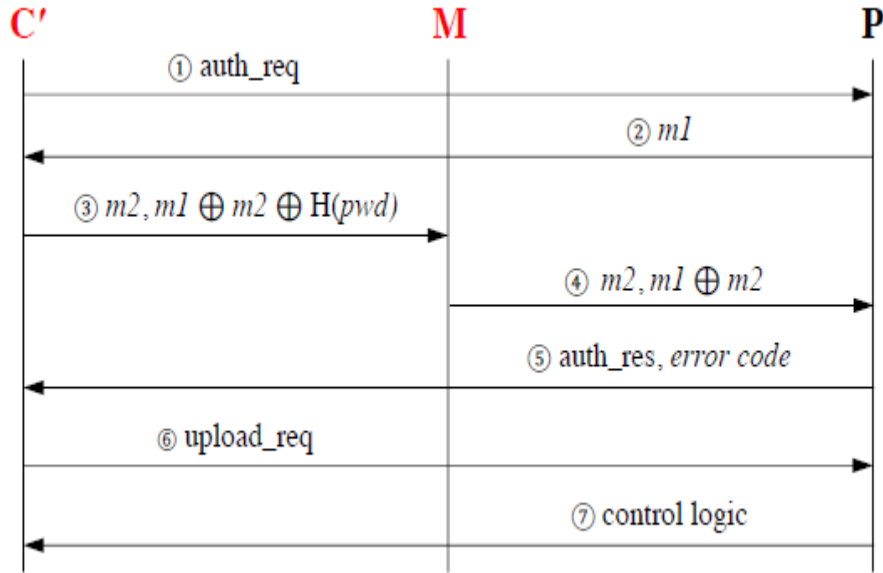 C′ M P
① auth_req
② m1
③ m2, m1 ⊕ m2 ⊕ H(pwd)
④ m2, m1 ⊕ m2
⑤ auth_res, error code
⑥ upload_req
⑦ control logic